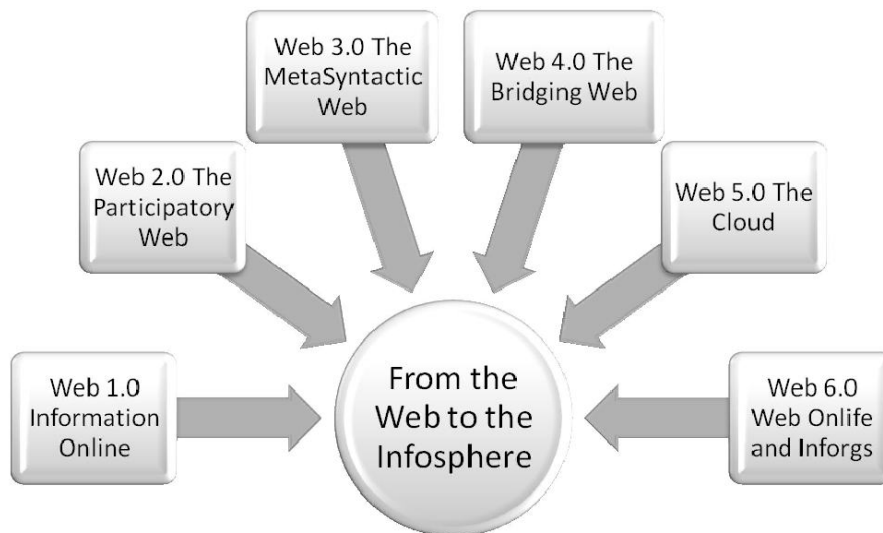 Web 1.0
Information
Online
Web 2.0 The
Participatory
Web
Web 3.0 The
MetaSyntactic
Web
Web 4.0 The
Bridging Web
Web 5.0 The
Cloud
Web 6.0
Web Onlife
and Inforgs
From the
Web to the
Infosphere